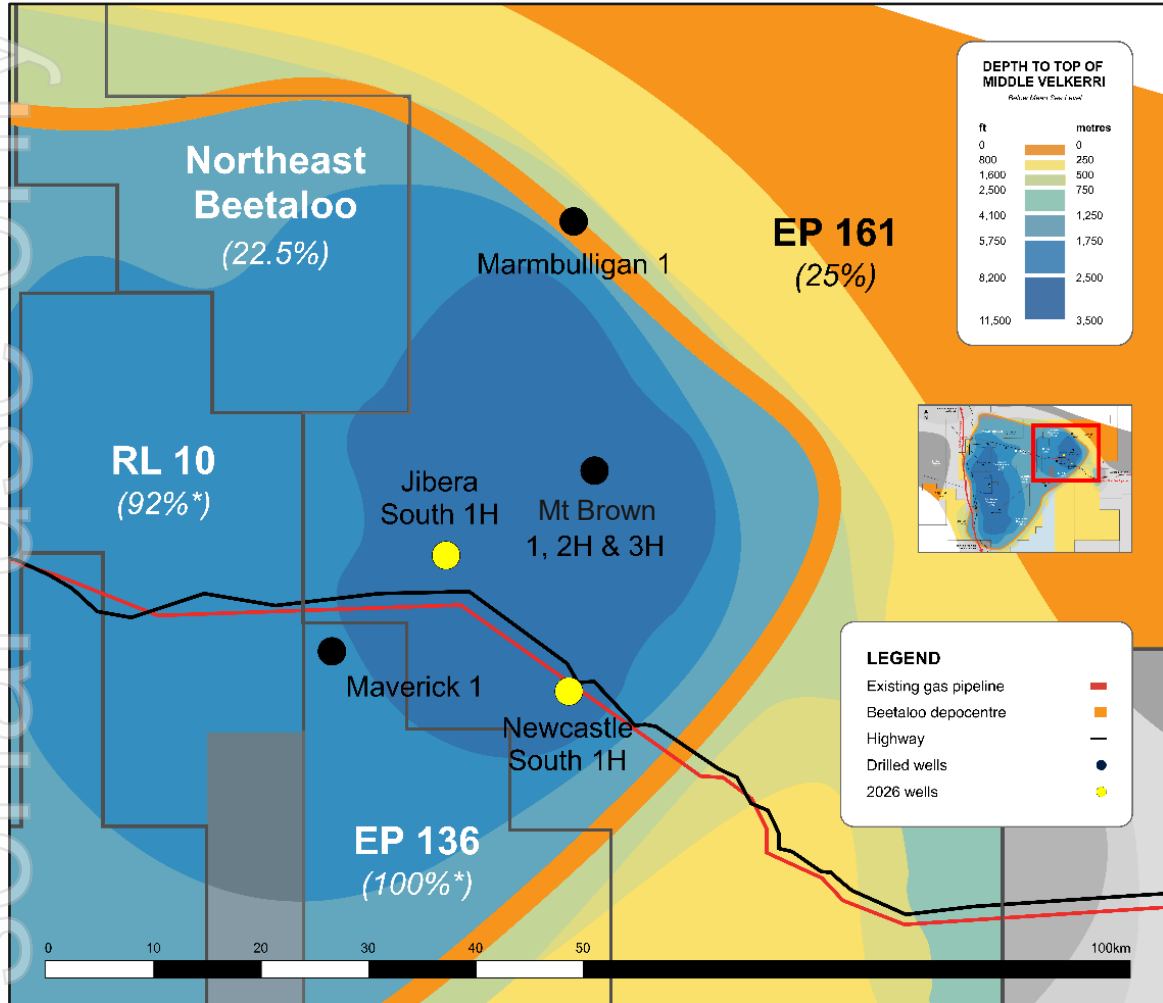 Northeast
Beetaloo
(22.5%)
EP 161
(25%)
Marmbulligan 1
RL 10
(92%*)
Jibera
South 1H
Mt Brown
1, 2H & 3H
Maverick 1
Newcastle
South 1H
EP 136
(100%*)
DEPTH TO TOP OF
MIDDLE VELKERRI
Below Mean Sea Level
ft metres
0 0
800 250
1,600 500
2,500 750
4,100 1,250
5,750 1,750
8,200 2,500
11,500 3,500
LEGEND
Existing gas pipeline
Beetaloo depocentre
Highway
Drilled wells
2026 wells
0 10 20 30 40 50 100km